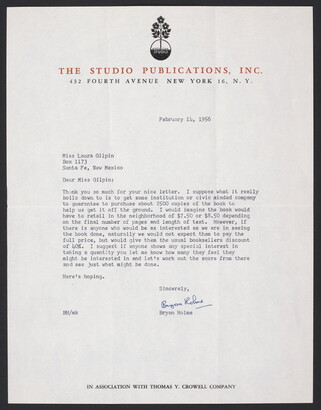 THE STUDIO PUBLICATIONS, INC.
432 FOURTH AVENUE NEW YORK 16, N. Y.
February 14, 1956
Miss Laura Gilpin
Box 1173
Santa Fe, New Mexico
Dear Miss Gilpin:
Thank you so much for your nice letter. I suppose what it really
boils down to is to get some institution or civic minded company
to guarantee to purchase about 2500 copies of the book to
help us get it off the ground. I would imagine the book would
have to retail in the neighborhood of $7.50 or $8.50 depending
on the final number of pages and length of text. However, if
there is anyone who would be as interested as we are in seeing
the book done, naturally we would not expect them to pay the
full price, but would give them the usual booksellers discount
of 40%. I suggest if anyone shows any special interest in
taking a quantity you let me know how many they feel they
might be interested in and let's work out the score from there
and see just what might be done.
Here's hoping.
Sincerely,
Bryan Holme
BH/mk
Bryan Holme
IN ASSOCIATION WITH THOMAS Y. CROWELL COMPANY